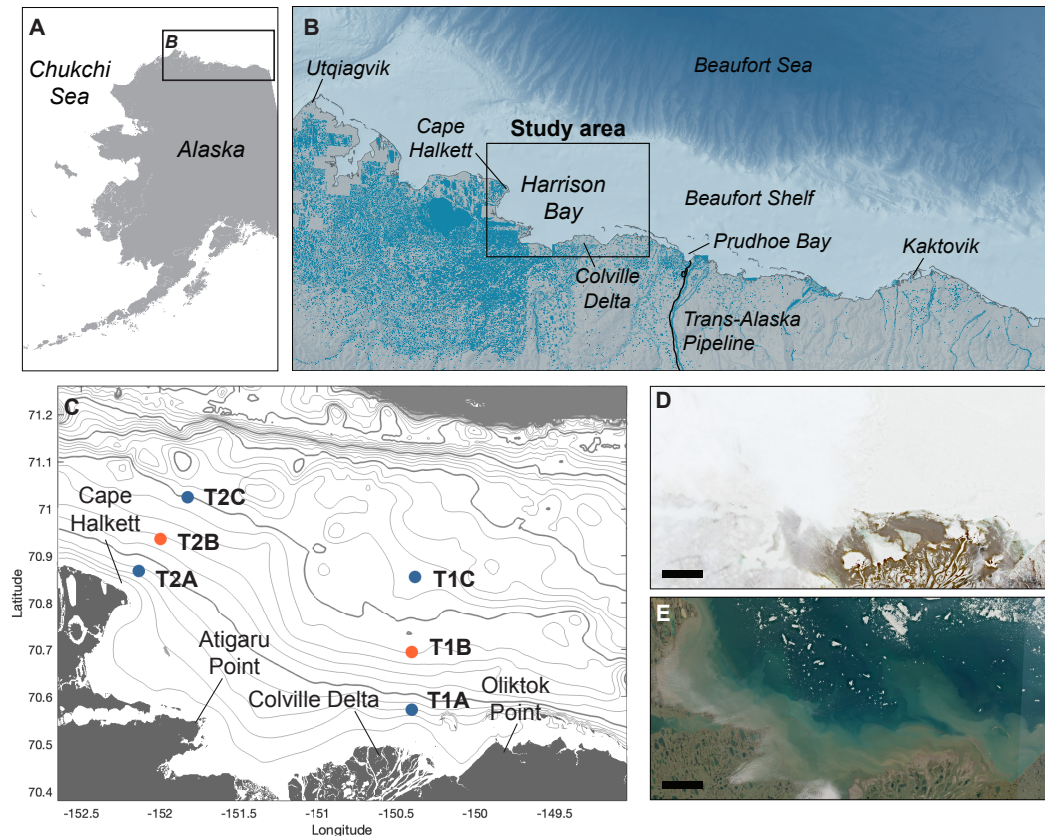 A
B
Chukchi
Sea
Alaska
B
Utqiagvik
Beaufort Sea
Cape
Halkett
Study area
Harrison
Bay
Beaufort Shelf
Prudhoe Bay
Kaktovik
Colville
Delta
Trans-Alaska
Pipeline
C
71.2
71.1
71
70.9
70.8
70.7
70.6
70.5
70.4
Latitude
Cape
Halkett
T2C
T2B
T2A
T1C
T1B
T1A
Atigaru
Point
Colville Delta
Oliktok
Point
-152.5
-152
-151.5
-151
-150.5
-150
-149.5
Longitude
D
E